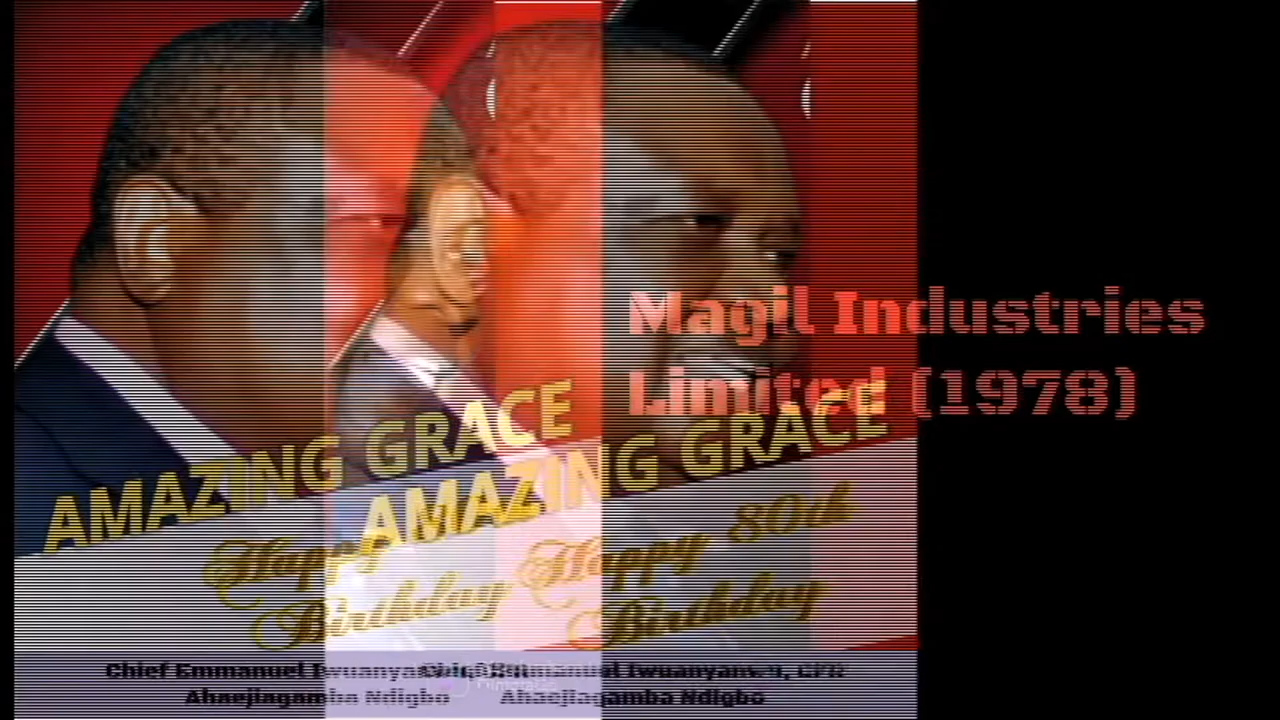 Magil Industries
Limited (1978)
AMAZING GRACE
AMAZING GRACE
Happy
Birthday
Happy 80th
Birthday
Chief Emmanuel
Ahaejiagamba Ndigbo
Ahaejiagamba Ndigbo